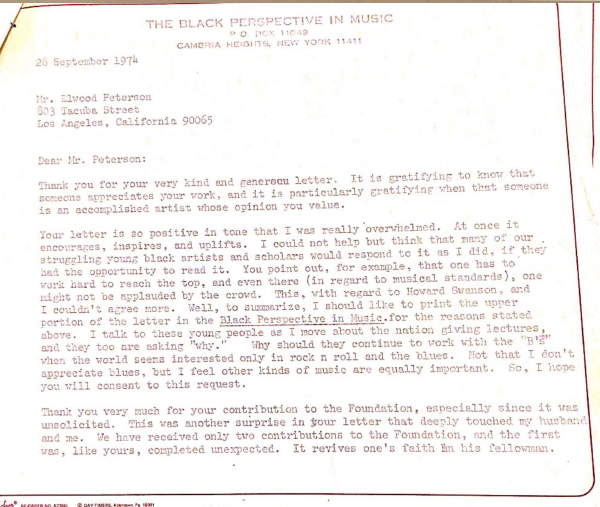 THE BLACK PERSPECTIVE IN MUSIC
P.O. BOX 11049
CAMBRIA HEIGHTS, NEW YORK 11411
28 September 1974
Mr. Elwood Peterson
803 Tacuba Street
Los Angeles, California 90065
Dear Mr. Peterson:
Thank you for your very kind and genereou letter. It is gratifying to know that
someone appreciates your work, and it is particularly gratifying when that someone
is an accomplished artist whose opinion you value.
Your letter is so positive in tone that I was really overwhelmed. At once it
encourages, inspires, and uplifts. I could not help but think that many of our
struggling young black artists and scholars would respond to it as I did, if they
had the opportunity to read it. You point out, for example, that one has to
work hard to reach the top, and even there (in regard to musical standards), one
might not be applauded by the crowd. This, with regard to Howard Swanson, and
I couldn't agree more. Well, to summarize, I should like to print the upper
portion of the letter in the Black Perspective in Music.for the reasons stated
above. I talk to these young people as I move about the nation giving lectures,
and they too are asking "why." Why should they continue to work with the "B's"
when the world seems interested only in rock n roll and the blues. Not that I don't
appreciate blues, but I feel other kinds of music are equally important. So, I hope
you will consent to this request.
Thank you very much for your contribution to the Foundation, especially since it was
unsolicited. This was another surprise in your letter that deeply touched my husband
and me. We have received only two contributions to the Foundation, and the first
was, like yours, completed unexpected. It revives one's faith in his fellowman.
RE-ORDER NO. © DAY-TIMERS, Allentown, Pa. 18001